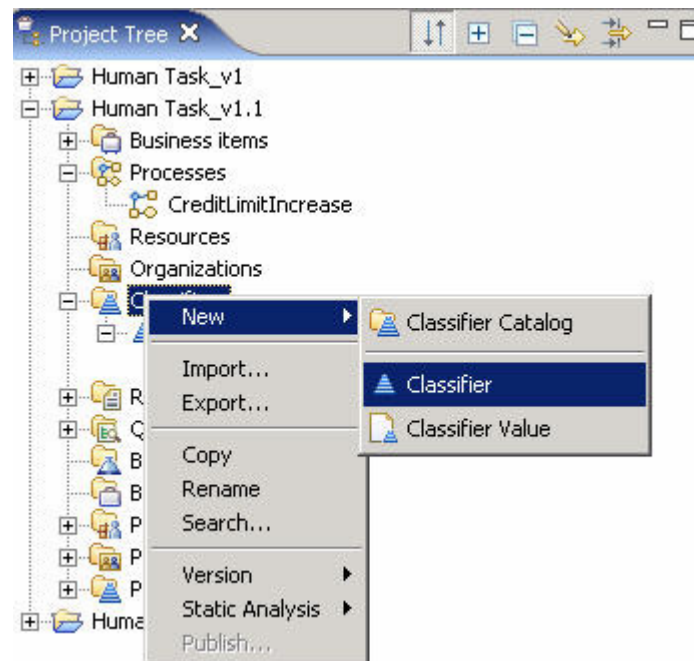 Project Tree
Human Task_v1
Human Task_v1.1
Business items
Processes
CreditLimitIncrease
Resources
Organizations
New
Classifier Catalog
Import...
Classifier
Export...
Classifier Value
Copy
Rename
Search...
Version
Static Analysis
Publish...
R
Q
B
B
P
P
P
Huma